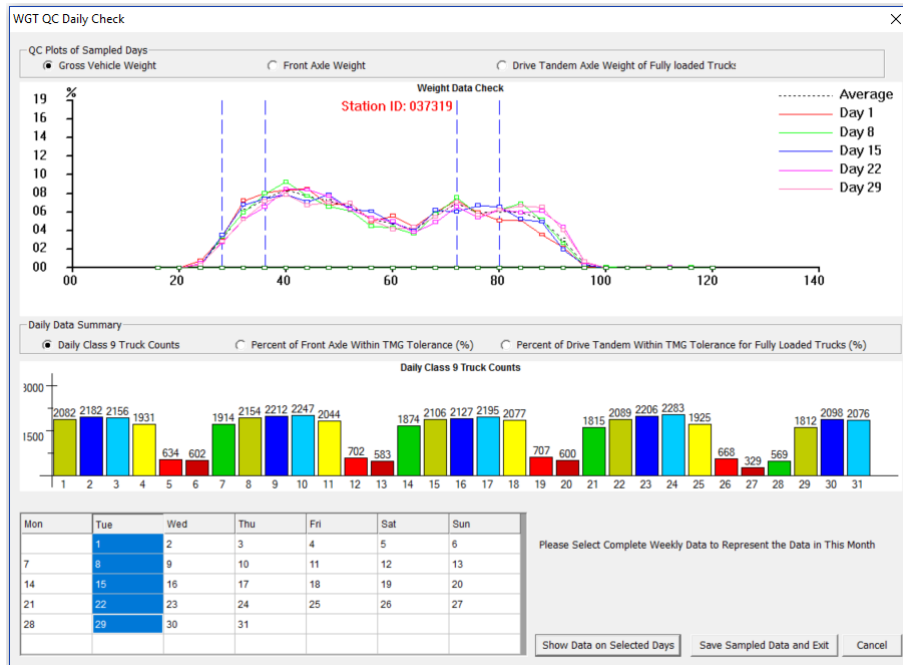 WGT QC Daily Check
QC Plots of Sampled Days
Gross Vehicle Weight Front Axle Weight Drive Tandem Axle Weight of Fully loaded Trucks
Weight Data Check
Station ID: 037319
%
19
16
14
12
10
08
06
04
02
00
00 20 40 60 80 100 120 140
Average
Day 1
Day 8
Day 15
Day 22
Day 29
Daily Data Summary
Daily Class 9 Truck Counts Percent of Front Axle Within TMG Tolerance (%) Percent of Drive Tandem Within TMG Tolerance for Fully Loaded Trucks (%)
Daily Class 9 Truck Counts
3000
1500
2082 2182 2156 1931 634 602 1914 2154 2212 2247 2044 702 583 1874 2106 2127 2195 2077 707 600 1815 2089 2206 2283 1925 668 329 569 1812 2098 2076
1 2 3 4 5 6 7 8 9 10 11 12 13 14 15 16 17 18 19 20 21 22 23 24 25 26 27 28 29 30 31
Mon Tue Wed Thu Fri Sat Sun
1 2 3 4 5 6
7 8 9 10 11 12 13
14 15 16 17 18 19 20
21 22 23 24 25 26 27
28 29 30 31
Please Select Complete Weekly Data to Represent the Data in This Month
Show Data on Selected Days Save Sampled Data and Exit Cancel